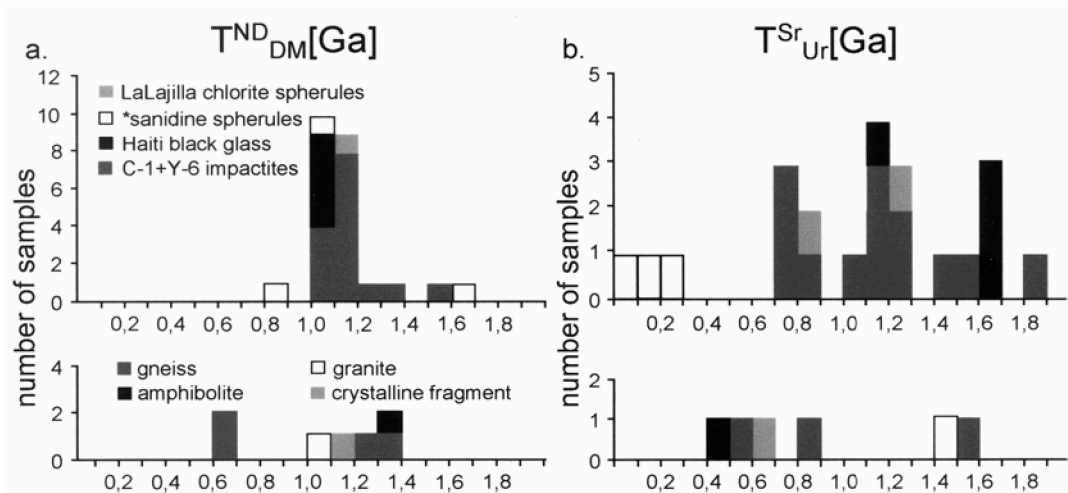 a. T^ND_DM[Ga]
b. T^Sr_Ur[Ga]
number of samples
12
10
8
6
4
2
0
LaLajilla chlorite spherules
*sanidine spherules
Haiti black glass
C-1+Y-6 impactites
0,2 0,4 0,6 0,8 1,0 1,2 1,4 1,6 1,8
number of samples
5
4
3
2
1
0
0,2 0,4 0,6 0,8 1,0 1,2 1,4 1,6 1,8
number of samples
4
2
0
gneiss granite
amphibolite crystalline fragment
0,2 0,4 0,6 0,8 1,0 1,2 1,4 1,6 1,8
number of samples
2
1
0
0,2 0,4 0,6 0,8 1,0 1,2 1,4 1,6 1,8